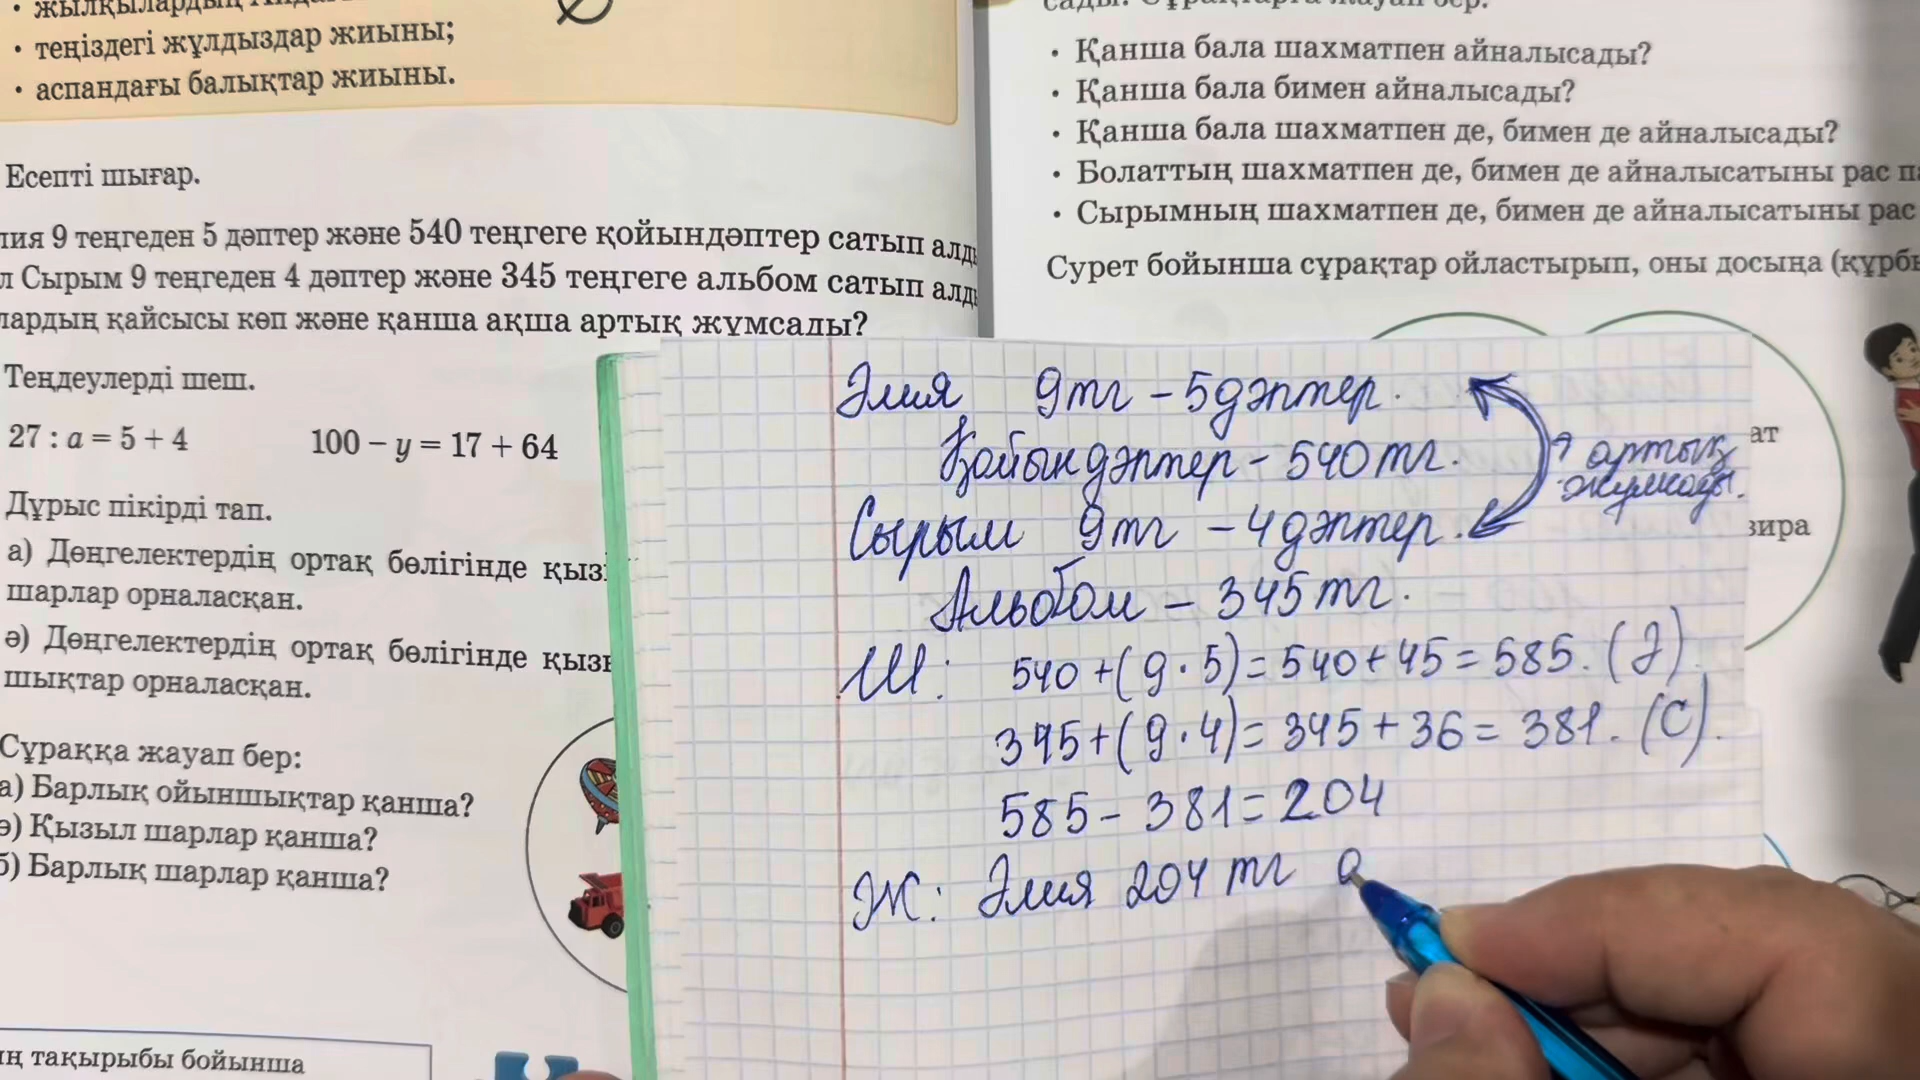 • теңіздегі жұлдыздар жиыны;
• аспандағы балықтар жиыны.
Есепті шығар.
9 теңгеден 5 дәптер және 540 теңгеге қойындәптер сатып
Сырым 9 теңгеден 4 дәптер және 345 теңгеге альбом сатып
қайсысы көп және қанша ақша артық жұмсады?
Теңдеулерді шеш.
27 : a = 5 + 4 100 – y = 17 + 64
Дұрыс пікірді тап.
а) Дөңгелектердің ортақ бөлігінде
шарлар орналасқан.
ә) Дөңгелектердің ортақ бөлігінде
шықтар орналасқан.
Сұраққа жауап бер:
а) Барлық ойыншықтар қанша?
ә) Қызыл шарлар қанша?
б) Барлық шарлар қанша?
тақырыбы бойынша
• Қанша бала шахматпен айналысады?
• Қанша бала бимен айналысады?
• Қанша бала шахматпен де, бимен де айналысады?
• Болаттың шахматпен де, бимен де айналысатыны рас
• Сырымның шахматпен де, бимен де айналысатыны рас
Сурет бойынша сұрақтар ойластырып, оны досыңа
Әлия 9тг – 5дәптер.
Қойындәптер – 540тг.
артық
жұмсады.
Сырым 9тг – 4дәптер.
Альбом – 345тг.
Ш: 540+(9·5)=540+45=585. (Ә).
345+(9·4)=345+36=381. (С).
585–381=204
Ж: Әлия 204 тг а